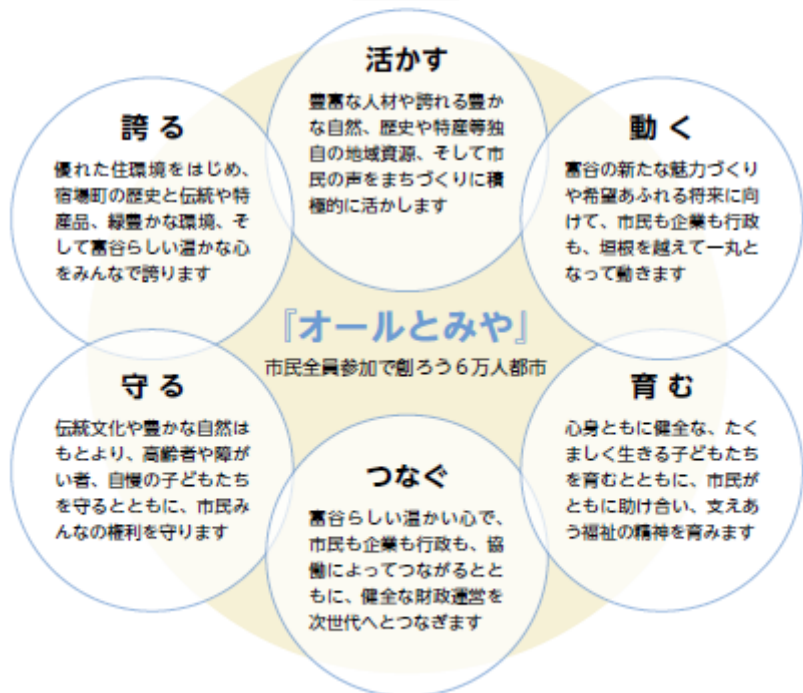 活かす
豊富な人材や誇れる豊か
な自然、歴史や特産等独
自の地域資源、そして市
民の声をまちづくりに積
極的に活かします
誇る
優れた住環境をはじめ、
宿場町の歴史と伝統や特
産品、緑豊かな環境、そ
して富谷らしい温かな心
をみんなで誇ります
動く
富谷の新たな魅力づくり
や希望あふれる将来に向
けて、市民も企業も行政
も、垣根を越えて一丸と
なって動きます
『オールとみや』
市民全員参加で創ろう6万人都市
守る
伝統文化や豊かな自然は
もとより、高齢者や障が
い者、自慢の子どもたち
を守るとともに、市民み
んなの権利を守ります
育む
心身ともに健全な、たく
ましく生きる子どもたち
を育むとともに、市民が
ともに助け合い、支えあ
う福祉の精神を育みます
つなぐ
富谷らしい温かい心で、
市民も企業も行政も、協
働によってつながるとと
もに、健全な財政運営を
次世代へとつなぎます